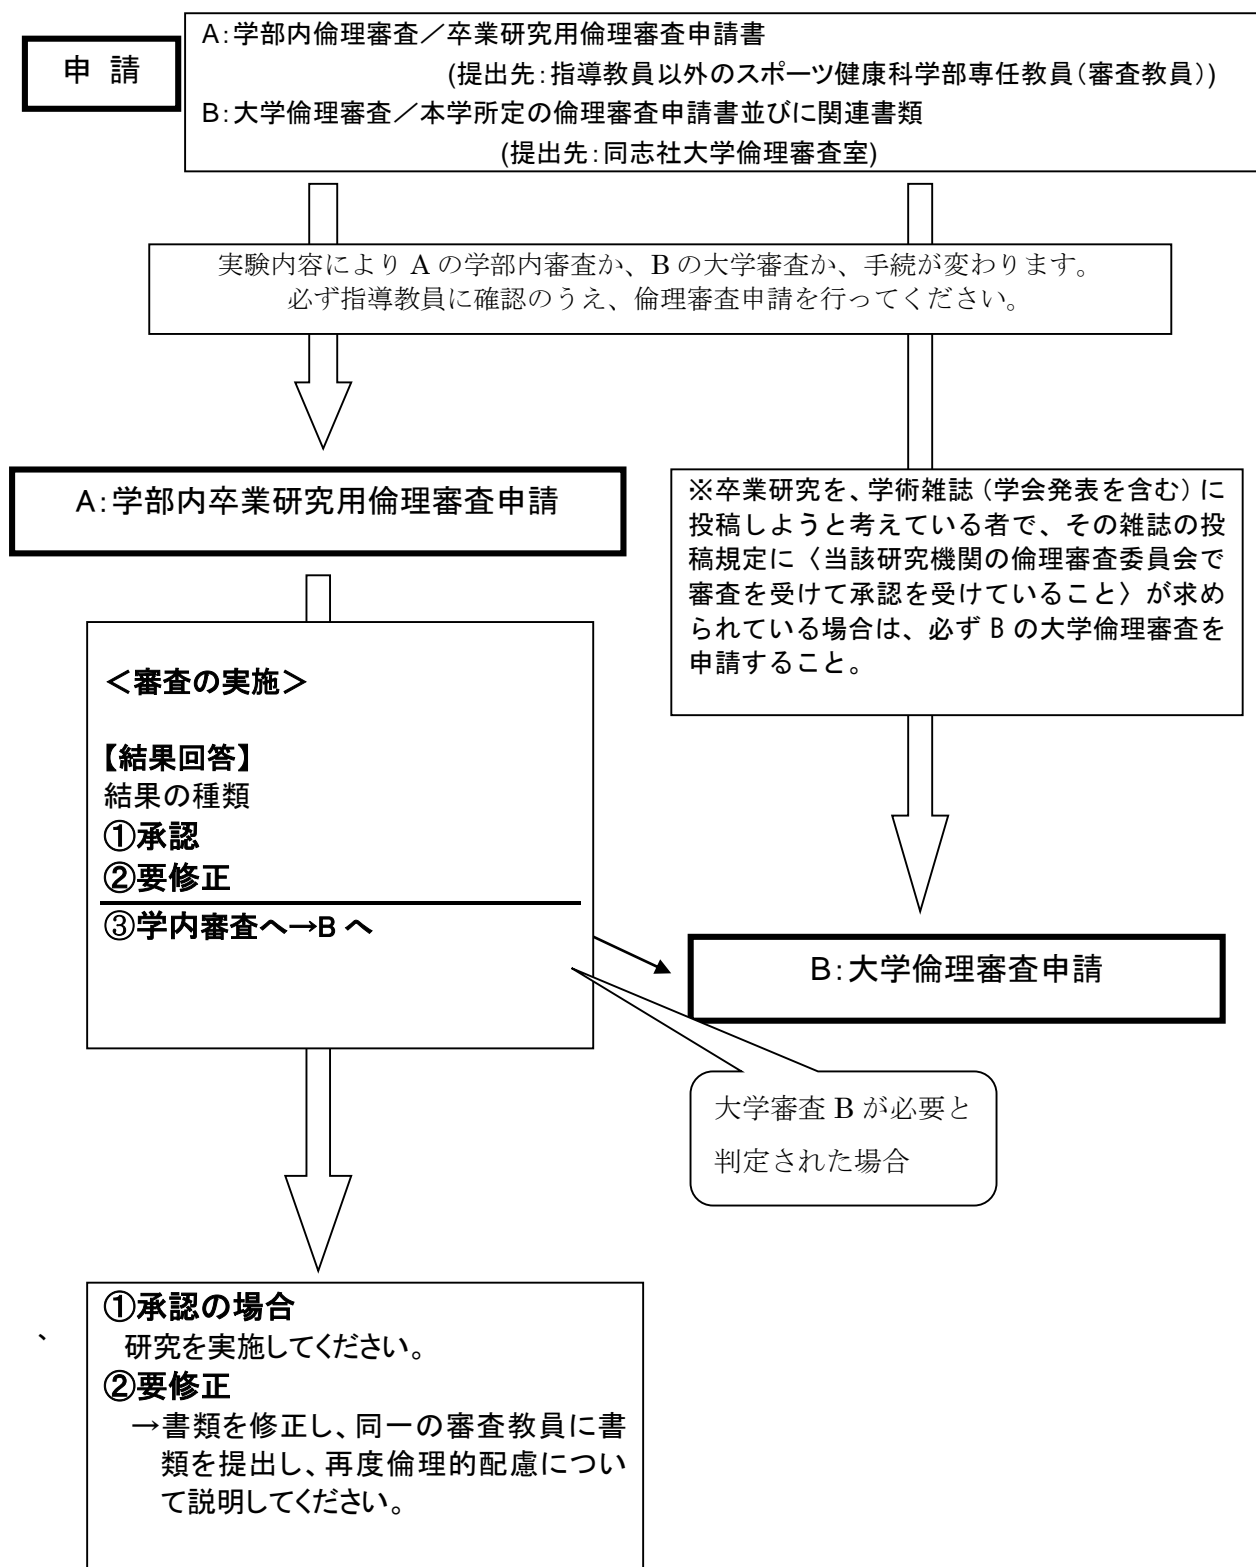 申 請
A:学部内倫理審査／卒業研究用倫理審査申請書
(提出先:指導教員以外のスポーツ健康科学部専任教員(審査教員))
B:大学倫理審査／本学所定の倫理審査申請書並びに関連書類
(提出先:同志社大学倫理審査室)
実験内容により A の学部内審査か、B の大学審査か、手続が変わります。
必ず指導教員に確認のうえ、倫理審査申請を行ってください。
A:学部内卒業研究用倫理審査申請
※卒業研究を、学術雑誌(学会発表を含む)に
投稿しようと考えている者で、その雑誌の投
稿規定に〈当該研究機関の倫理審査委員会で
審査を受けて承認を受けていること〉が求め
られている場合は、必ず B の大学倫理審査を
申請すること。
＜審査の実施＞
【結果回答】
結果の種類
①承認
②要修正
③学内審査へ→B へ
B:大学倫理審査申請
大学審査 B が必要と
判定された場合
①承認の場合
、
研究を実施してください。
②要修正
→書類を修正し、同一の審査教員に書
類を提出し、再度倫理的配慮につい
て説明してください。